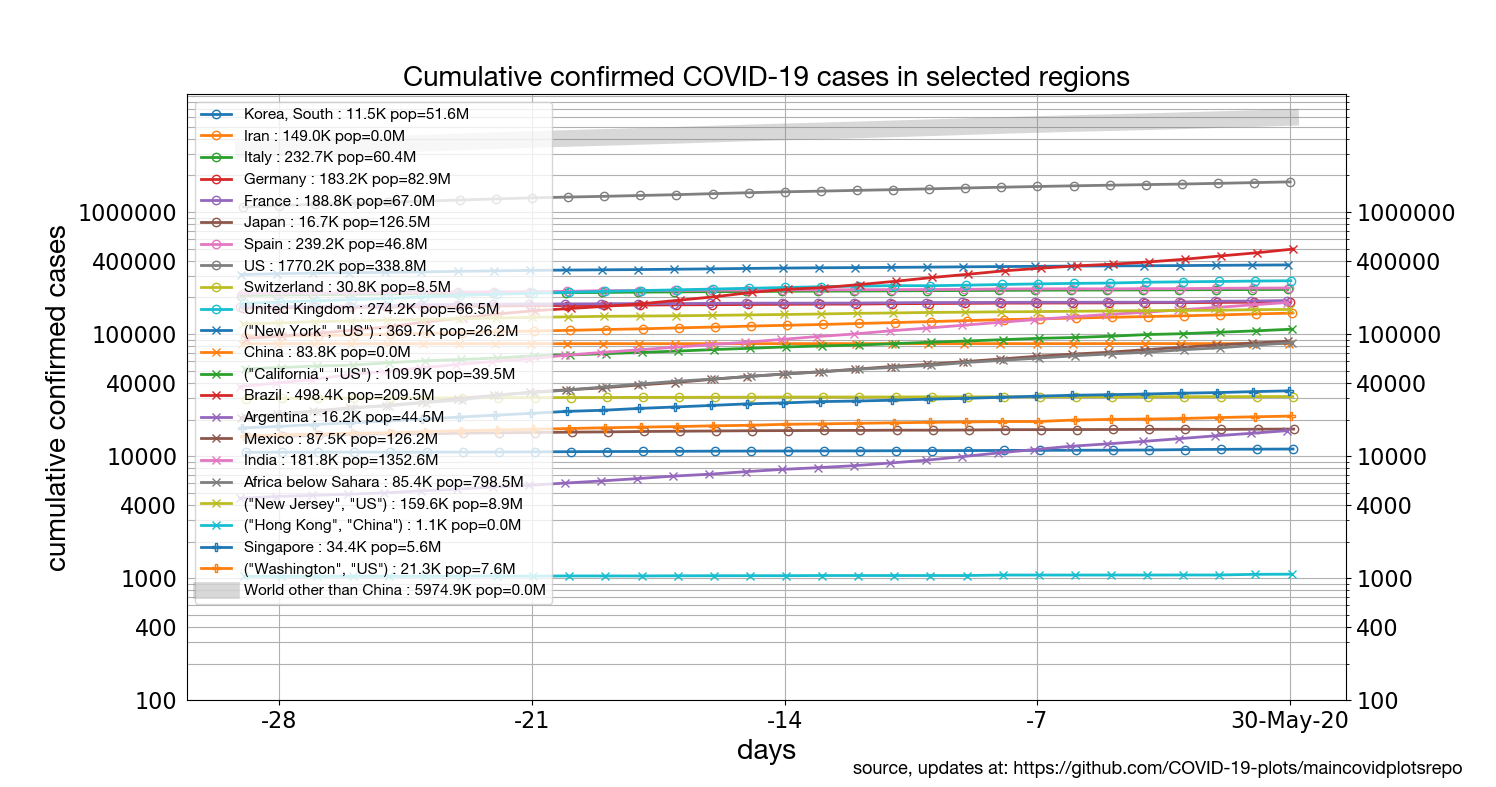 Cumulative confirmed COVID-19 cases in selected regions
Korea, South : 11.5K pop=51.6M
Iran : 149.0K pop=0.0M
Italy : 232.7K pop=60.4M
Germany : 183.2K pop=82.9M
France : 188.8K pop=67.0M
Japan : 16.7K pop=126.5M
Spain : 239.2K pop=46.8M
US : 1770.2K pop=338.8M
Switzerland : 30.8K pop=8.5M
United Kingdom : 274.2K pop=66.5M
("New York", "US") : 369.7K pop=26.2M
China : 83.8K pop=0.0M
("California", "US") : 109.9K pop=39.5M
Brazil : 498.4K pop=209.5M
Argentina : 16.2K pop=44.5M
Mexico : 87.5K pop=126.2M
India : 181.8K pop=1352.6M
Africa below Sahara : 85.4K pop=798.5M
("New Jersey", "US") : 159.6K pop=8.9M
("Hong Kong", "China") : 1.1K pop=0.0M
Singapore : 34.4K pop=5.6M
("Washington", "US") : 21.3K pop=7.6M
World other than China : 5974.9K pop=0.0M
cumulative confirmed cases
1000000
400000
100000
40000
10000
4000
1000
400
100
1000000
400000
100000
40000
10000
4000
1000
400
100
-28
-21
-14
-7
30-May-20
days
source, updates at: https://github.com/COVID-19-plots/maincovidplotsrepo